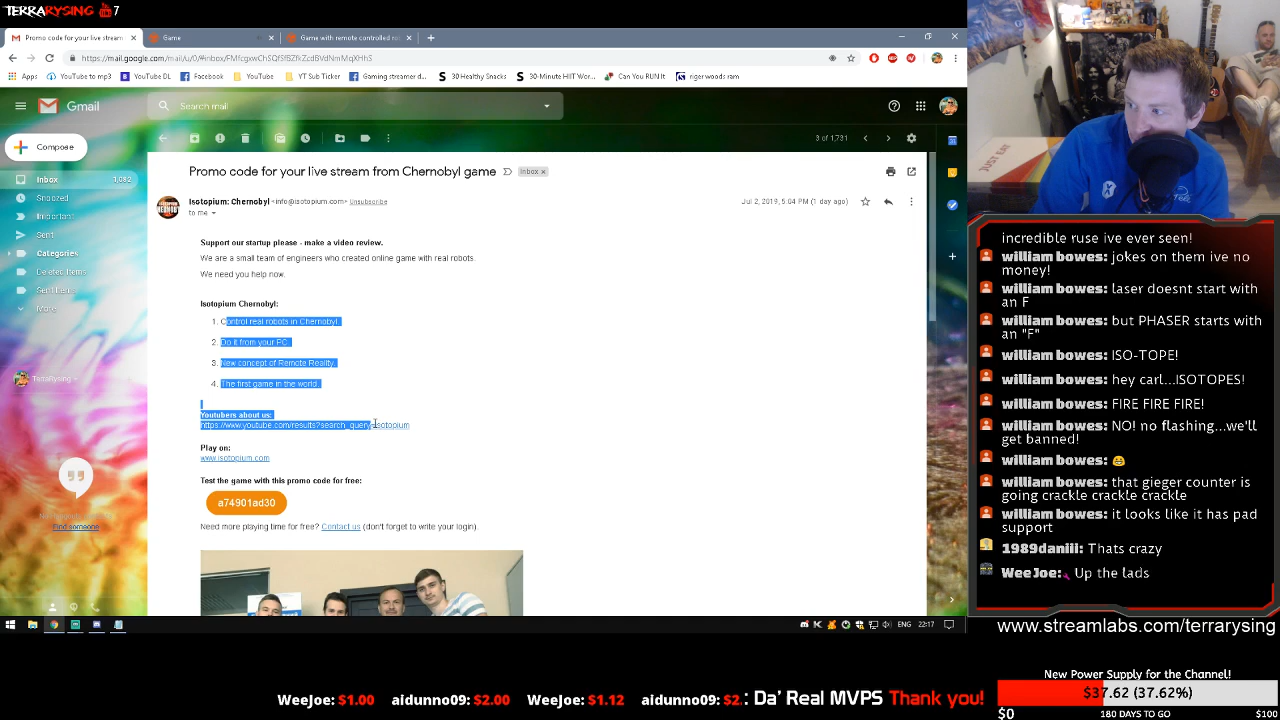 TERRARYSING 7
Promo code for your live stream
Game
Game with remote controlled ro
https://mail.google.com/mail/u/0/#inbox/
Apps YouTube to mp3 YouTube DL Facebook YouTube YT Sub Ticker Gaming streamer d... 30 Healthy Snacks 30-Minute HIIT Wor... Can You RUN It riger woods ram
Gmail
Search mail
Compose
3 of 1,731
Inbox 1,082
Snoozed
Important
Sent
Categories
Deleted Items
Sent Items
More
TerraRysing
Find someone
Promo code for your live stream from Chernobyl game
Inbox x
Isotopium: Chernobyl <info@isotopium.com> Unsubscribe
Jul 2, 2019, 5:04 PM (1 day ago)
to me
Support our startup please - make a video review.
We are a small team of engineers who created online game with real robots.
We need you help now.
Isotopium Chernobyl:
1. Control real robots in Chernobyl.
2. Do it from your PC.
3. New concept of Remote Reality.
4. The first game in the world.
Youtubers about us:
https://www.youtube.com/results?search_query=isotopium
Play on:
www.isotopium.com
Test the game with this promo code for free:
a74901ad30
Need more playing time for free? Contact us (don't forget to write your login).
ENG 22:17
JUST EAT
incredible ruse ive ever seen!
william bowes: jokes on them ive no
money!
william bowes: laser doesnt start with
an F
william bowes: but PHASER starts with
an "F"
william bowes: ISO-TOPE!
william bowes: hey carl...ISOTOPES!
william bowes: FIRE FIRE FIRE!
william bowes: NO! no flashing...we'll
get banned!
william bowes:
william bowes: that gieger counter is
going crackle crackle crackle
william bowes: it looks like it has pad
support
1989daniii: Thats crazy
WeeJoe: Up the lads
www.streamlabs.com/terrarysing
New Power Supply for the Channel!
$37.62 (37.62%)
$0 180 DAYS TO GO $100
WeeJoe: $1.00 aidunno09: $2.00 WeeJoe: $1.12 aidunno09: $2. : Da' Real MVPS Thank you!